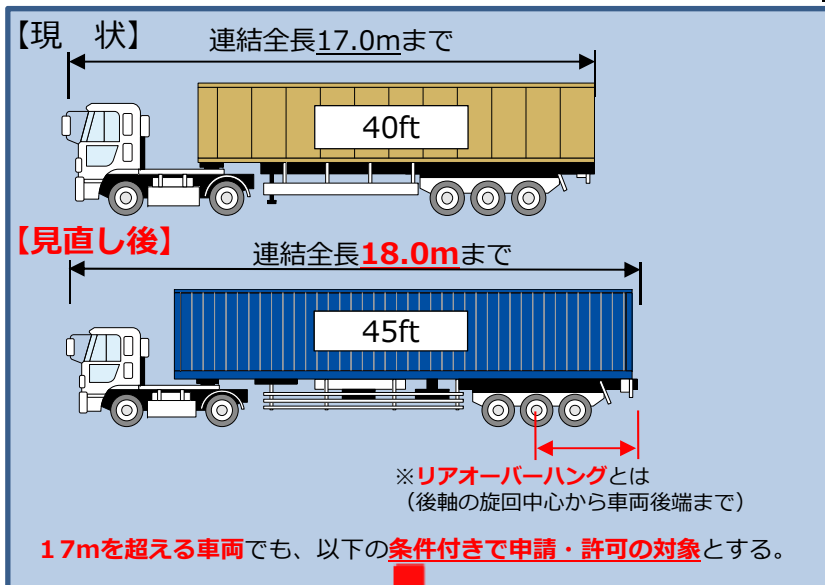 【現　状】
連結全長17.0mまで
40ft
【見直し後】
連結全長18.0mまで
45ft
※リアオーバーハングとは
（後軸の旋回中心から車両後端まで）
１７mを超える車両でも、以下の条件付きで申請・許可の対象とする。